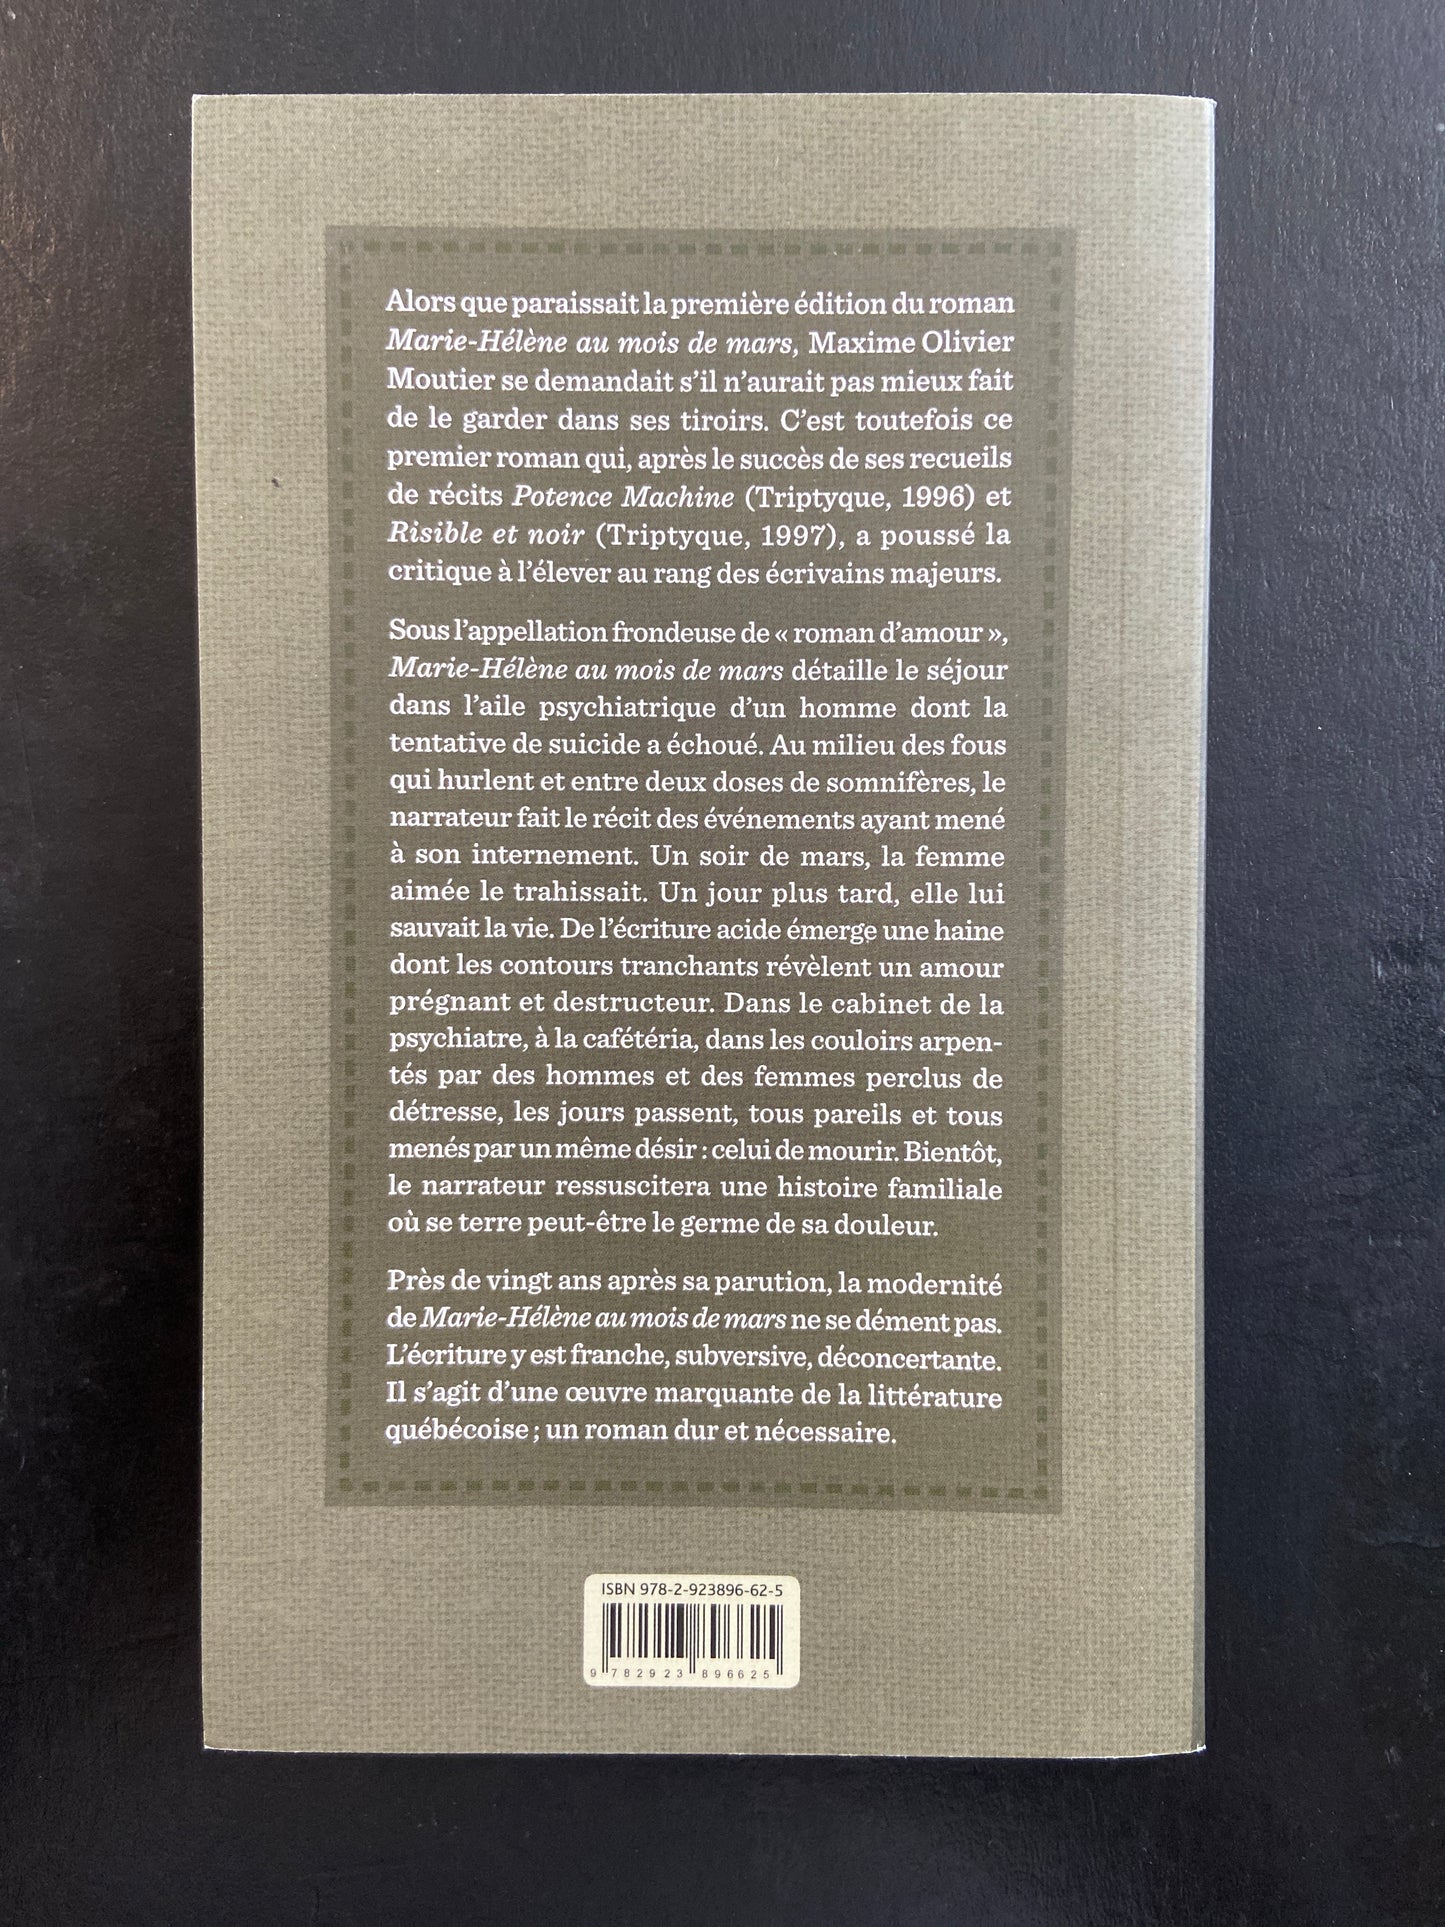 Alors que paraissait la première édition du roman
Marie-Hélène au mois de mars, Maxime Olivier
Moutier se demandait s’il n’aurait pas mieux fait
de le garder dans ses tiroirs. C’est toutefois ce
premier roman qui, après le succès de ses recueils
de récits Potence Machine (Triptyque, 1996) et
Risible et noir (Triptyque, 1997), a poussé la
critique à l’élever au rang des écrivains majeurs.
Sous l’appellation frondeuse de « roman d’amour »,
Marie-Hélène au mois de mars détaille le séjour
dans l’aile psychiatrique d’un homme dont la
tentative de suicide a échoué. Au milieu des fous
qui hurlent et entre deux doses de somnifères, le
narrateur fait le récit des événements ayant mené
à son internement. Un soir de mars, la femme
aimée le trahissait. Un jour plus tard, elle lui
sauvait la vie. De l’écriture acide émerge une haine
dont les contours tranchants révèlent un amour
prégnant et destructeur. Dans le cabinet de la
psychiatre, à la cafétéria, dans les couloirs arpen-
tés par des hommes et des femmes perclus de
détresse, les jours passent, tous pareils et tous
menés par un même désir : celui de mourir. Bientôt,
le narrateur ressuscitera une histoire familiale
où se terre peut-être le germe de sa douleur.
Près de vingt ans après sa parution, la modernité
de Marie-Hélène au mois de mars ne se dément pas.
L’écriture y est franche, subversive, déconcertante.
Il s’agit d’une œuvre marquante de la littérature
québécoise ; un roman dur et nécessaire.
ISBN 978-2-923896-62-5
9 782923 896625